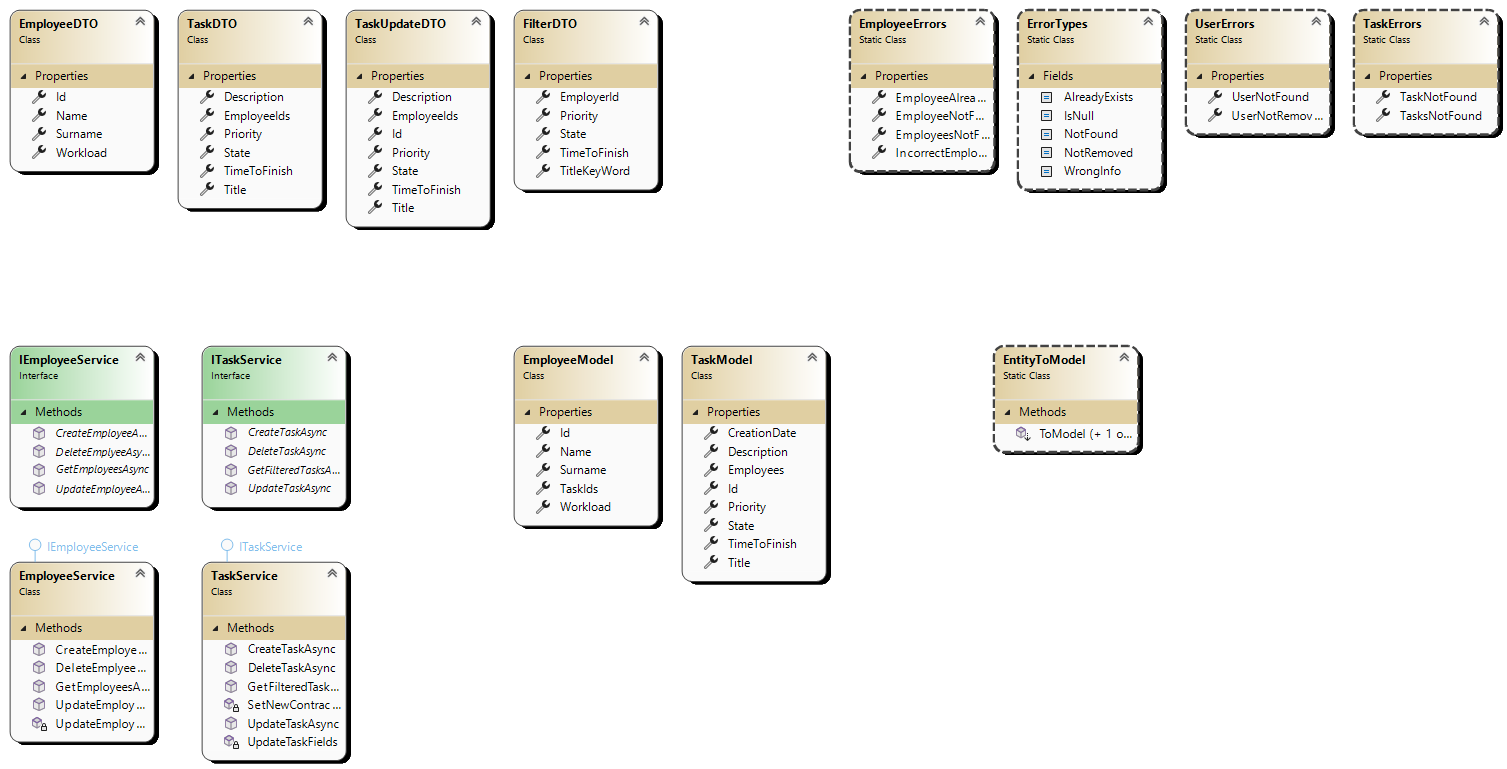 EmployeeDTO
Class
Properties
Id
Name
Surname
Workload
TaskDTO
Class
Properties
Description
EmployeeIds
Priority
State
TimeToFinish
Title
TaskUpdateDTO
Class
Properties
Description
EmployeeIds
Id
Priority
State
TimeToFinish
Title
FilterDTO
Class
Properties
EmployerId
Priority
State
TimeToFinish
TitleKeyWord
EmployeeErrors
Static Class
Properties
EmployeeAlrea...
EmployeeNotF...
EmployeesNotF...
IncorrectEmplo...
ErrorTypes
Static Class
Fields
AlreadyExists
IsNull
NotFound
NotRemoved
WrongInfo
UserErrors
Static Class
Properties
UserNotFound
UserNotRemov...
TaskErrors
Static Class
Properties
TaskNotFound
TasksNotFound
IEmployeeService
Interface
Methods
CreateEmployeeA...
DeleteEmplyeeAsy...
GetEmployeesAsync
UpdateEmployeeA...
ITaskService
Interface
Methods
CreateTaskAsync
DeleteTaskAsync
GetFilteredTasksA...
UpdateTaskAsync
EmployeeModel
Class
Properties
Id
Name
Surname
TaskIds
Workload
TaskModel
Class
Properties
CreationDate
Description
Employees
Id
Priority
State
TimeToFinish
Title
EntityToModel
Static Class
Methods
ToModel (+ 1 o...
IEmployeeService
EmployeeService
Class
Methods
CreateEmploye...
DeleteEmplyee...
GetEmployeesA...
UpdateEmploy...
UpdateEmploy...
ITaskService
TaskService
Class
Methods
CreateTaskAsync
DeleteTaskAsync
GetFilteredTask...
SetNewContrac...
UpdateTaskAsync
UpdateTaskFields